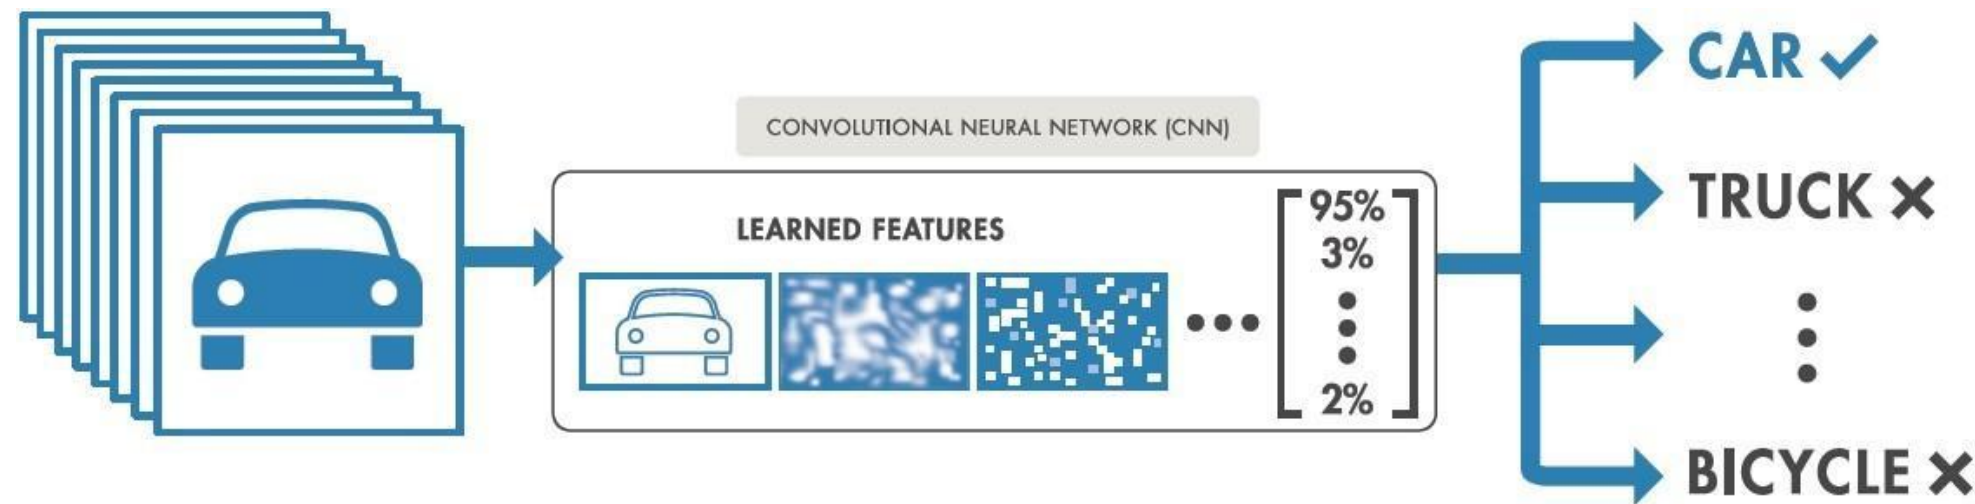 CONVOLUTIONAL NEURAL NETWORK (CNN)
LEARNED FEATURES
95%
3%
2%
CAR
TRUCK
BICYCLE